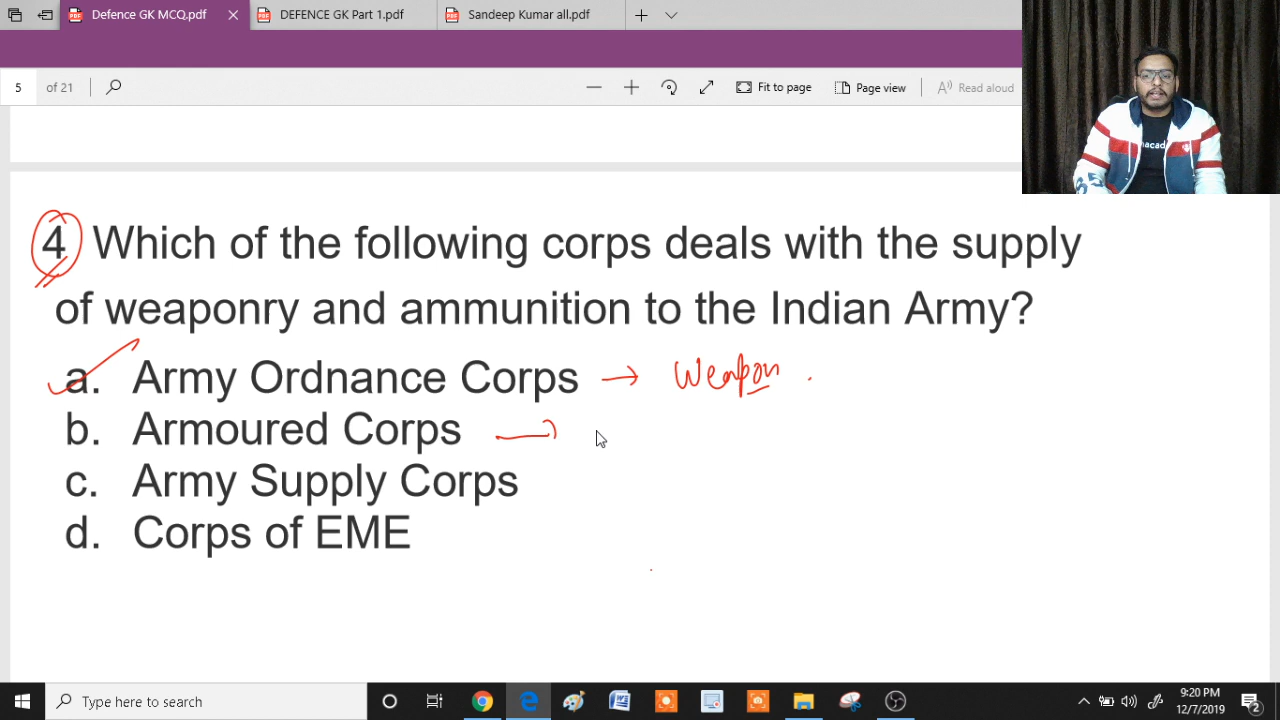 Defence GK MCQ.pdf
DEFENCE GK Part 1.pdf
Sandeep Kumar all.pdf
5 of 21
Fit to page
Page view
Read aloud
nacad
4 Which of the following corps deals with the supply
of weaponry and ammunition to the Indian Army?
a. Army Ordnance Corps → Weapon
b. Armoured Corps →
c. Army Supply Corps
d. Corps of EME
Type here to search
9:20 PM
12/7/2019
2